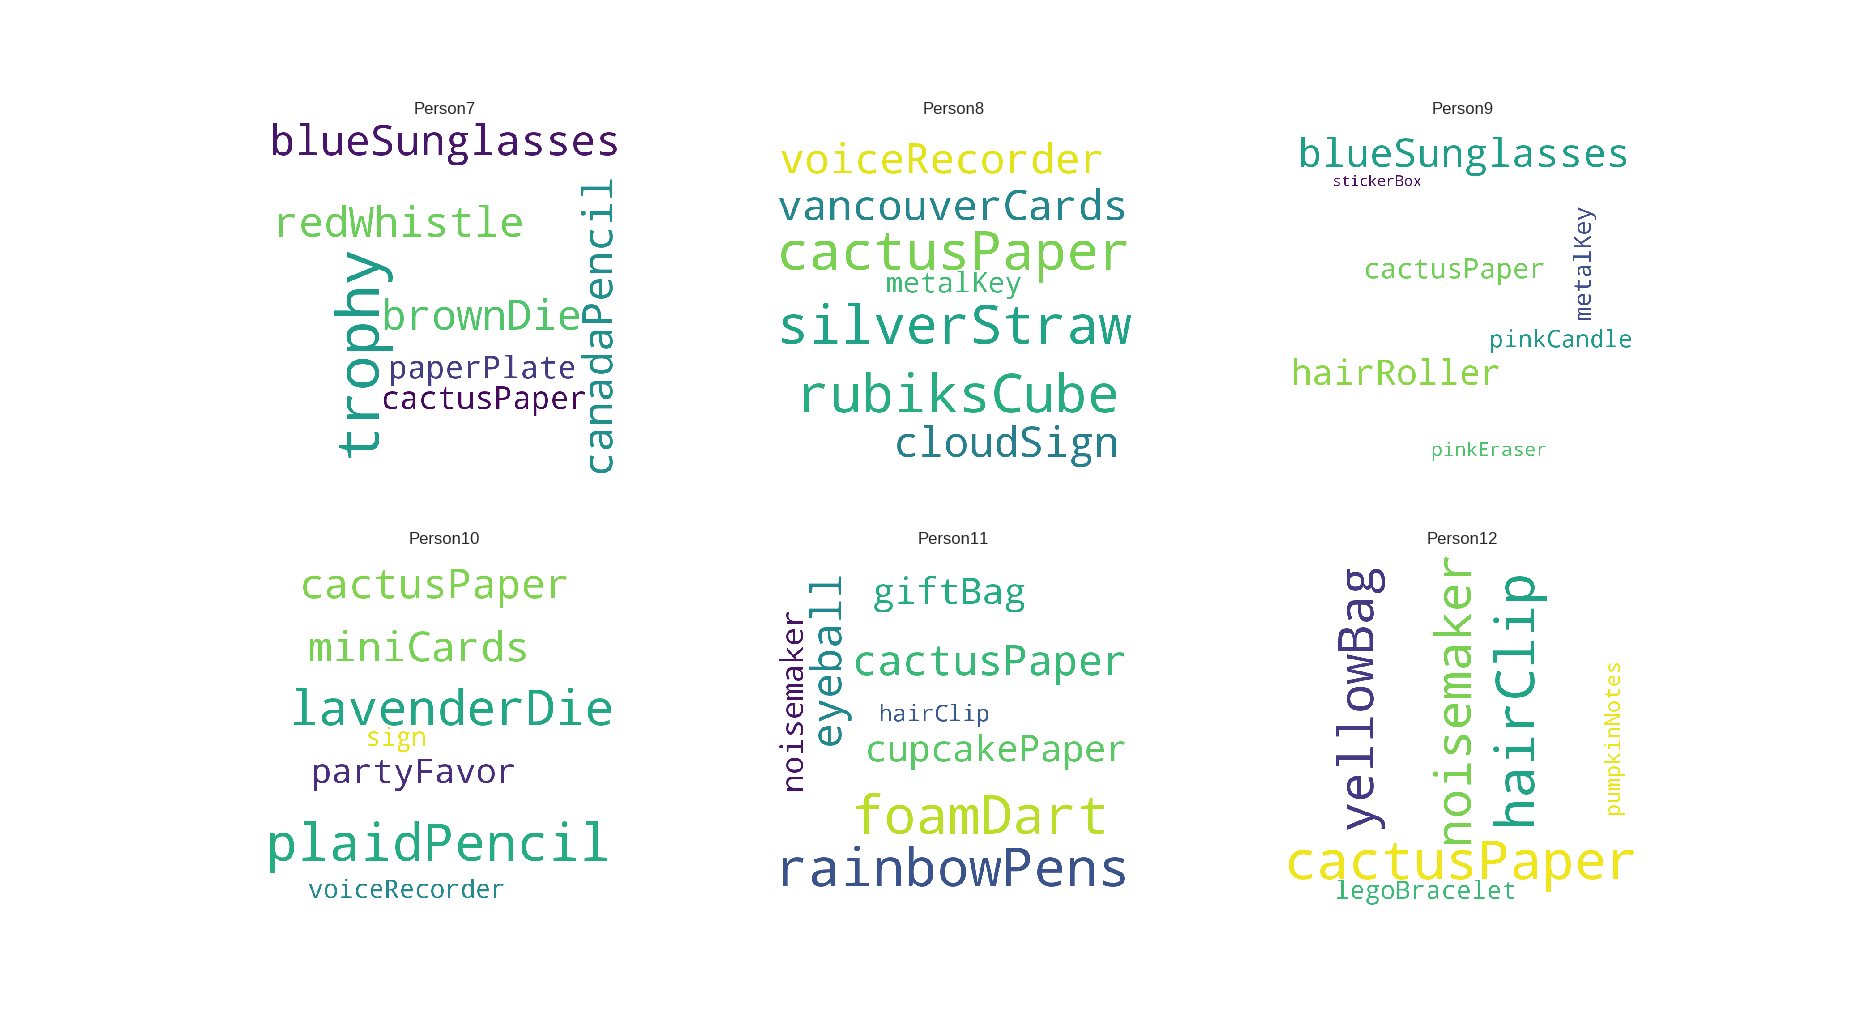 Person7
blueSunglasses
redWhistle
canadaPencil
trophy
brownDie
paperPlate
cactusPaper
Person8
voiceRecorder
vancouverCards
cactusPaper
metalKey
silverStraw
rubiksCube
cloudSign
Person9
blueSunglasses
stickerBox
metalKey
cactusPaper
pinkCandle
hairRoller
pinkEraser
Person10
cactusPaper
miniCards
lavenderDie
sign
partyFavor
plaidPencil
voiceRecorder
Person11
noisemaker
eyeball
giftBag
cactusPaper
hairClip
cupcakePaper
foamDart
rainbowPens
Person12
yellowBag
noisemaker
hairClip
pumpkinNotes
cactusPaper
legoBracelet